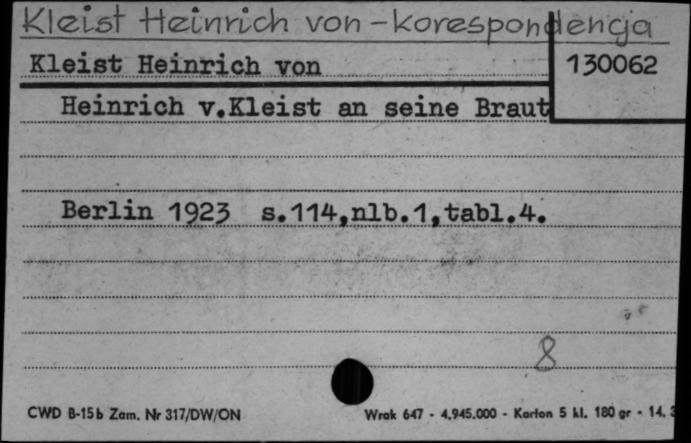 Kleist Heinrich von - korespondencja
Kleist Heinrich von
130062
Heinrich v.Kleist an seine Braut
Berlin 1923 s.114,nlb.1,tabl.4.
8
CWD B-15b Zam. Nr 317/DW/ON
Wrak 647 - 4.945.000 - Karton 5 kl. 180 gr - 14.